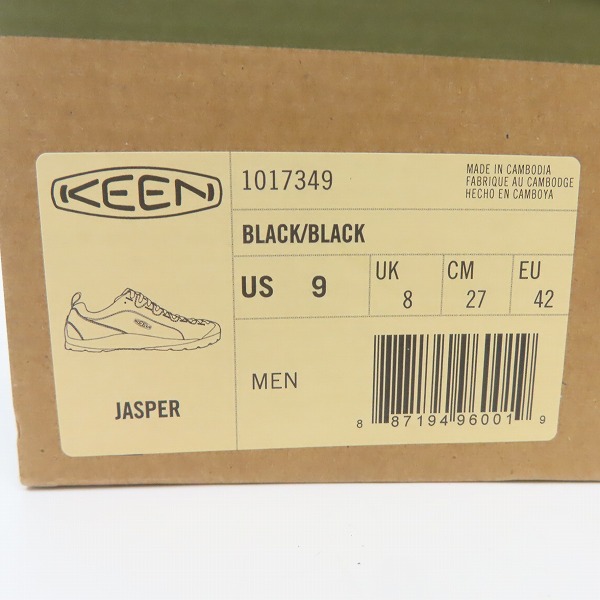 KEEN
1017349
MADE IN CAMBODIA
FABRIQUE AU CAMBODGE
HECHO EN CAMBOYA
BLACK/BLACK
US 9
UK 8
CM 27
EU 42
KEEN
JASPER
MEN
8 87194 96001 9